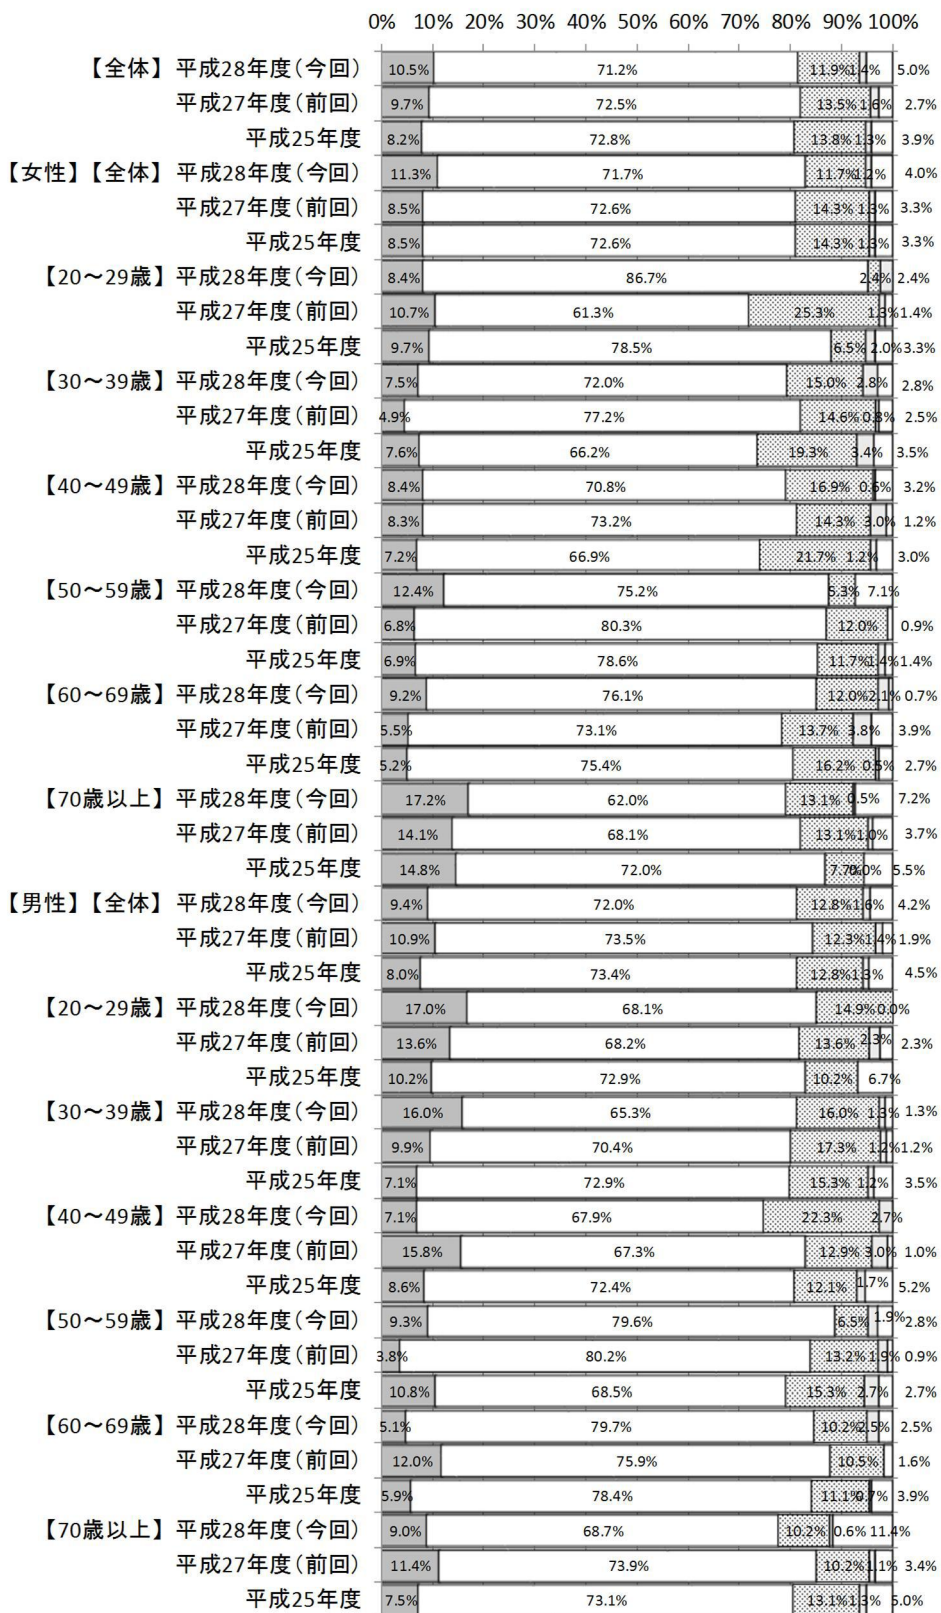 0% 10% 20% 30% 40% 50% 60% 70% 80% 90% 100%
【全体】平成28年度(今回) 10.5% 71.2% 11.9% 1.4% 5.0%
平成27年度(前回) 9.7% 72.5% 13.5% 1.6% 2.7%
平成25年度 8.2% 72.8% 13.8% 1.3% 3.9%
【女性】【全体】平成28年度(今回) 11.3% 71.7% 11.7% 1.2% 4.0%
平成27年度(前回) 8.5% 72.6% 14.3% 1.3% 3.3%
平成25年度 8.5% 72.6% 14.3% 1.3% 3.3%
【20～29歳】平成28年度(今回) 8.4% 86.7% 2.4% 2.4%
平成27年度(前回) 10.7% 61.3% 25.3% 1.3% 1.4%
平成25年度 9.7% 78.5% 6.5% 2.0% 3.3%
【30～39歳】平成28年度(今回) 7.5% 72.0% 15.0% 2.8% 2.8%
平成27年度(前回) 4.9% 77.2% 14.6% 0.8% 2.5%
平成25年度 7.6% 66.2% 19.3% 3.4% 3.5%
【40～49歳】平成28年度(今回) 8.4% 70.8% 16.9% 0.6% 3.2%
平成27年度(前回) 8.3% 73.2% 14.3% 3.0% 1.2%
平成25年度 7.2% 66.9% 21.7% 1.2% 3.0%
【50～59歳】平成28年度(今回) 12.4% 75.2% 5.3% 7.1%
平成27年度(前回) 6.8% 80.3% 12.0% 0.9%
平成25年度 6.9% 78.6% 11.7% 1.4% 1.4%
【60～69歳】平成28年度(今回) 9.2% 76.1% 12.0% 2.1% 0.7%
平成27年度(前回) 5.5% 73.1% 13.7% 3.8% 3.9%
平成25年度 5.2% 75.4% 16.2% 0.5% 2.7%
【70歳以上】平成28年度(今回) 17.2% 62.0% 13.1% 0.5% 7.2%
平成27年度(前回) 14.1% 68.1% 13.1% 1.0% 3.7%
平成25年度 14.8% 72.0% 7.7% 0.0% 5.5%
【男性】【全体】平成28年度(今回) 9.4% 72.0% 12.8% 1.6% 4.2%
平成27年度(前回) 10.9% 73.5% 12.3% 1.4% 1.9%
平成25年度 8.0% 73.4% 12.8% 1.3% 4.5%
【20～29歳】平成28年度(今回) 17.0% 68.1% 14.9% 0.0%
平成27年度(前回) 13.6% 68.2% 13.6% 2.3% 2.3%
平成25年度 10.2% 72.9% 10.2% 6.7%
【30～39歳】平成28年度(今回) 16.0% 65.3% 16.0% 1.3% 1.3%
平成27年度(前回) 9.9% 70.4% 17.3% 1.2% 1.2%
平成25年度 7.1% 72.9% 15.3% 1.2% 3.5%
【40～49歳】平成28年度(今回) 7.1% 67.9% 22.3% 2.7%
平成27年度(前回) 15.8% 67.3% 12.9% 3.0% 1.0%
平成25年度 8.6% 72.4% 12.1% 1.7% 5.2%
【50～59歳】平成28年度(今回) 9.3% 79.6% 6.5% 1.9% 2.8%
平成27年度(前回) 3.8% 80.2% 13.2% 1.9% 0.9%
平成25年度 10.8% 68.5% 15.3% 2.7% 2.7%
【60～69歳】平成28年度(今回) 5.1% 79.7% 10.2% 2.5% 2.5%
平成27年度(前回) 12.0% 75.9% 10.5% 1.6%
平成25年度 5.9% 78.4% 11.1% 0.7% 3.9%
【70歳以上】平成28年度(今回) 9.0% 68.7% 10.2% 0.6% 11.4%
平成27年度(前回) 11.4% 73.9% 10.2% 1.1% 3.4%
平成25年度 7.5% 73.1% 13.1% 1.3% 5.0%